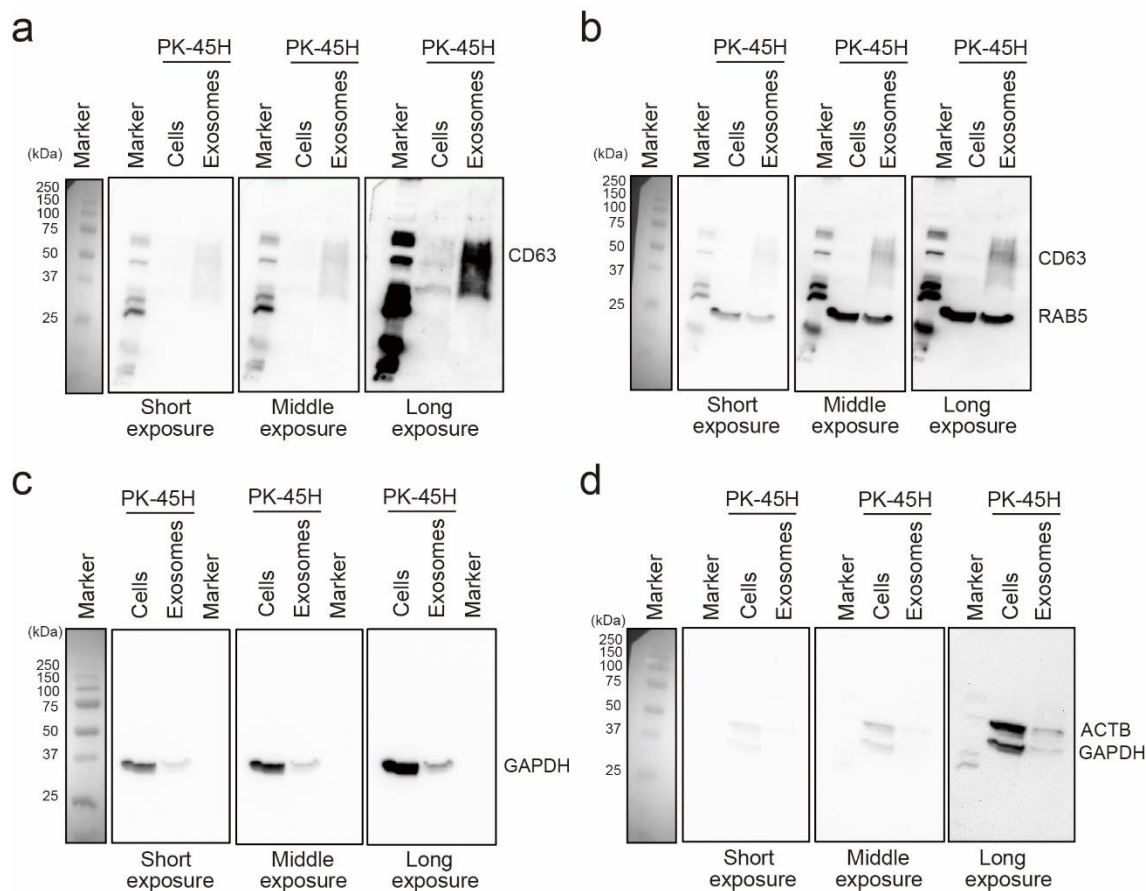 a
PK-45H PK-45H PK-45H
Marker Marker Cells Exosomes Marker Cells Exosomes Marker Cells Exosomes
(kDa)
250
150
100
75
50
37
25
CD63
Short exposure
Middle exposure
Long exposure
b
PK-45H PK-45H PK-45H
Marker Marker Cells Exosomes Marker Cells Exosomes Marker Cells Exosomes
(kDa)
250
150
100
75
50
37
25
CD63
RAB5
Short exposure
Middle exposure
Long exposure
c
PK-45H PK-45H PK-45H
Marker Cells Exosomes Marker Cells Exosomes Marker Cells Exosomes Marker
(kDa)
250
150
100
75
50
37
25
GAPDH
Short exposure
Middle exposure
Long exposure
d
PK-45H PK-45H PK-45H
Marker Marker Cells Exosomes Marker Cells Exosomes Marker Cells Exosomes
(kDa)
250
150
100
75
50
37
25
ACTB
GAPDH
Short exposure
Middle exposure
Long exposure